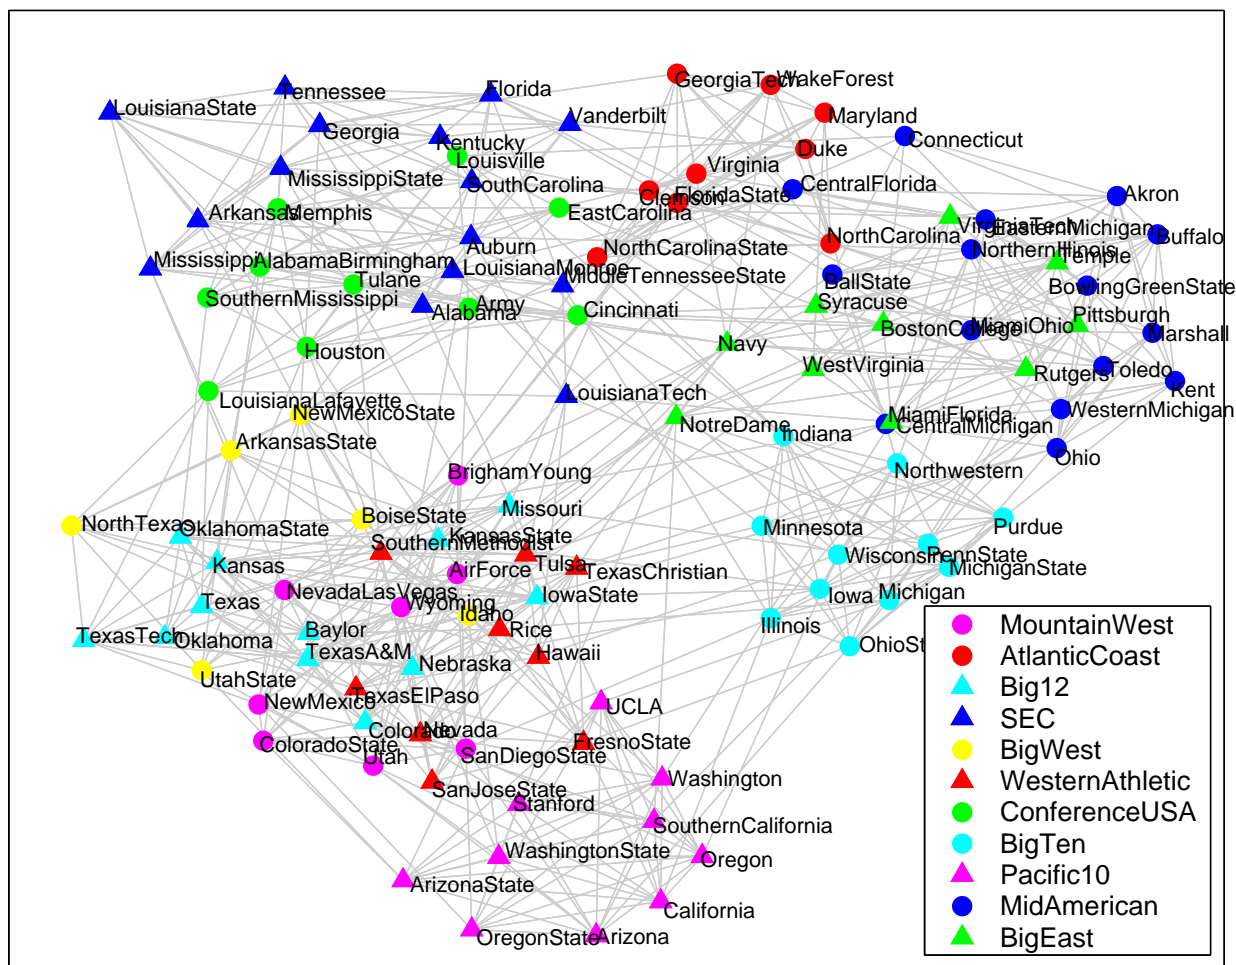 GeorgiaTech
WakeForest
Tennessee
Florida
LouisianaState
Maryland
Vanderbilt
Georgia
Connecticut
Kentucky
Duke
Louisville
Virginia
MississippiState
SouthCarolina
CentralFlorida
Clemson
FloridaState
Akron
Arkansas
Memphis
EastCarolina
VirginiaTech
EasternMichigan
Buffalo
Auburn
NorthCarolina
NorthCarolinaState
NorthernIllinois
Temple
Mississippi
AlabamaBirmingham
LouisianaMonroe
MiddleTennesseeState
Tulane
BallState
BowlingGreenState
SouthernMississippi
Alabama
Army
Cincinnati
Syracuse
BostonCollege
MiamiOhio
Pittsburgh
Marshall
Houston
Navy
WestVirginia
Rutgers
Toledo
Kent
LouisianaTech
LouisianaLafayette
NewMexicoState
NotreDame
MiamiFlorida
WesternMichigan
CentralMichigan
Indiana
ArkansasState
Ohio
BrighamYoung
Northwestern
Missouri
NorthTexas
OklahomaState
BoiseState
KansasState
Minnesota
Purdue
SouthernMethodist
Tulsa
Wisconsin
PennState
Kansas
AirForce
TexasChristian
MichiganState
NevadaLasVegas
Wyoming
IowaState
Iowa
Michigan
Texas
Idaho
Illinois
TexasTech
Oklahoma
Baylor
Rice
TexasA&M
Nebraska
Hawaii
OhioSt
UtahState
NewMexico
TexasElPaso
UCLA
Colorado
Nevada
ColoradoState
Utah
SanDiegoState
FresnoState
SanJoseState
Washington
Stanford
SouthernCalifornia
WashingtonState
Oregon
ArizonaState
California
OregonState
Arizona
MountainWest
AtlanticCoast
Big12
SEC
BigWest
WesternAthletic
ConferenceUSA
BigTen
Pacific10
MidAmerican
BigEast